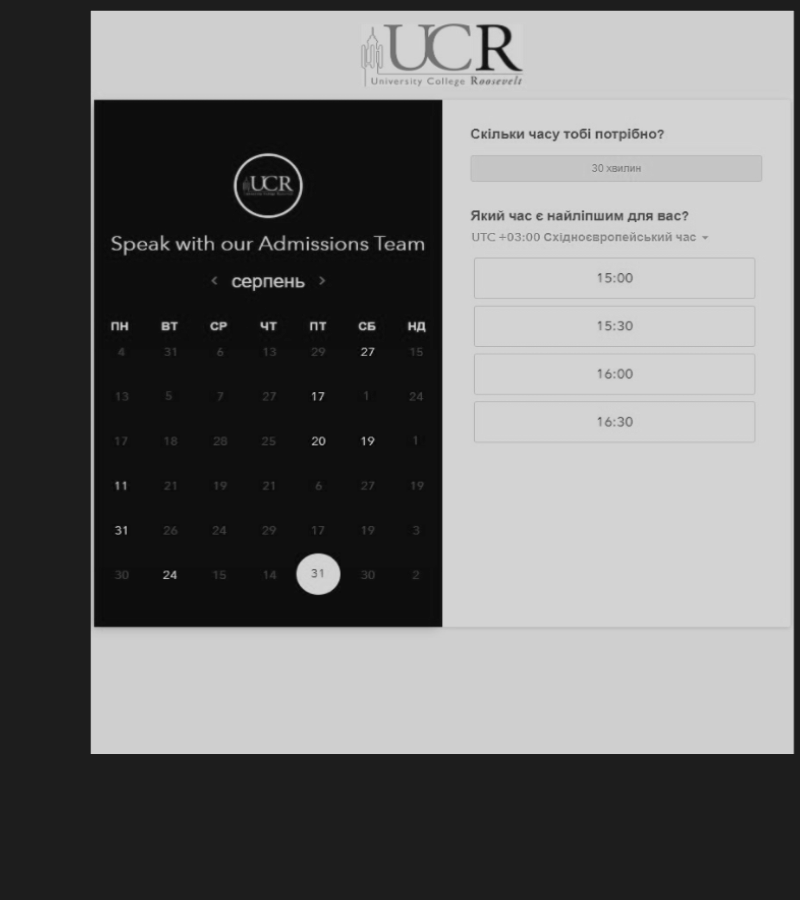 UCR
University College Roosevelt
UCR
Speak with our Admissions Team
< серпень >
ПН ВТ СР ЧТ ПТ СБ НД
4 31 6 13 29 27 15
13 5 7 27 17 1 24
17 18 28 25 20 19 1
11 21 19 21 6 27 19
31 26 24 29 17 19 3
30 24 15 14 31 30 2
Скільки часу тобі потрібно?
30 хвилин
Який час є найліпшим для вас?
UTC +03:00 Східноєвропейський час
15:00
15:30
16:00
16:30